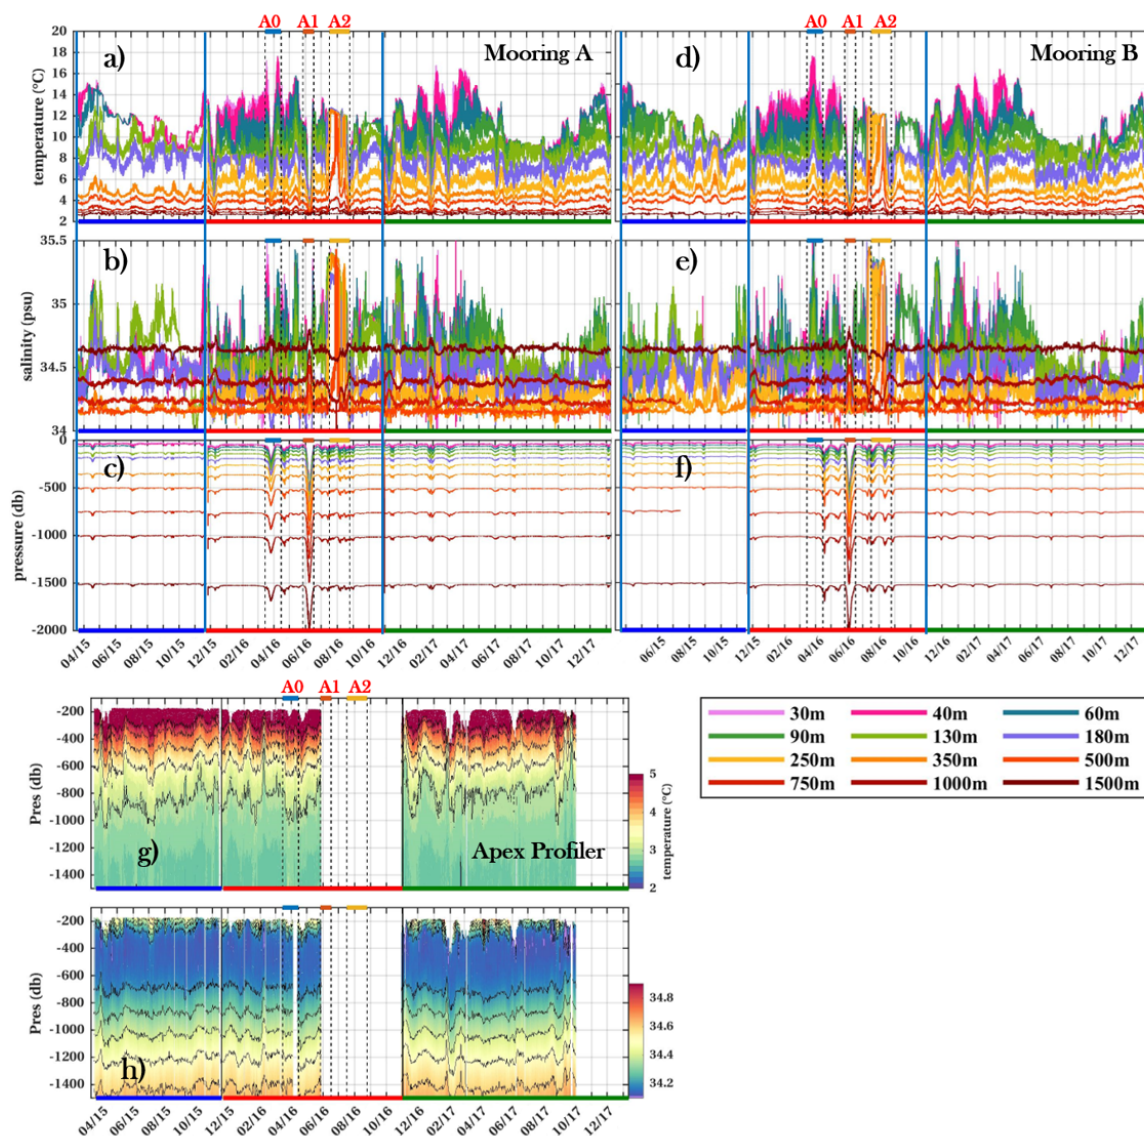 A0 A1 A2
A0 A1 A2
20
18
16
14
12
10
8
6
4
2
temperature (°C)
a)
Mooring A
d)
Mooring B
35.5
35
34.5
34
salinity (psu)
b)
e)
0
-500
-1000
-1500
-2000
pressure (db)
c)
f)
04/15 06/15 08/15 10/15 12/15 02/16 04/16 06/16 08/16 10/16 12/16 02/17 04/17 06/17 08/17 10/17 12/17
06/15 08/15 10/15 12/15 02/16 04/16 06/16 08/16 10/16 12/16 02/17 04/17 06/17 08/17 10/17 12/17
A0 A1 A2
-200
-400
-600
-800
-1000
-1200
-1400
Pres (db)
g)
Apex Profiler
5
4
3
2
temperature (°C)
30m 40m 60m
90m 130m 180m
250m 350m 500m
750m 1000m 1500m
-200
-400
-600
-800
-1000
-1200
-1400
Pres (db)
h)
34.8
34.6
34.4
34.2
04/15 06/15 08/15 10/15 12/15 02/16 04/16 06/16 08/16 10/16 12/16 02/17 04/17 06/17 08/17 10/17 12/17